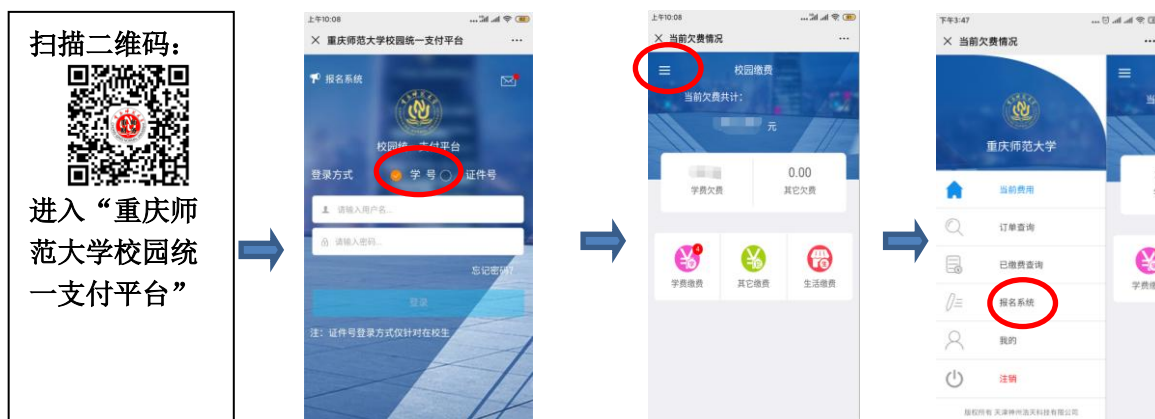 扫描二维码：
进入“重庆师
范大学校园统
一支付平台”
上午10:08
重庆师范大学校园统一支付平台
报名系统
校园统一支付平台
登录方式
学 号
证件号
请输入用户名...
请输入密码...
忘记密码?
登录
注：证件号登录方式仅针对在校生
上午10:08
当前欠费情况
校园缴费
当前欠费共计：
元
学费欠费
0.00
其它欠费
4
学费缴费
其它缴费
生活缴费
下午3:47
当前欠费情况
重庆师范大学
当前费用
订单查询
已缴费查询
报名系统
我的
注销
版权所有 天津神州浩天科技有限公司
当
学费缴